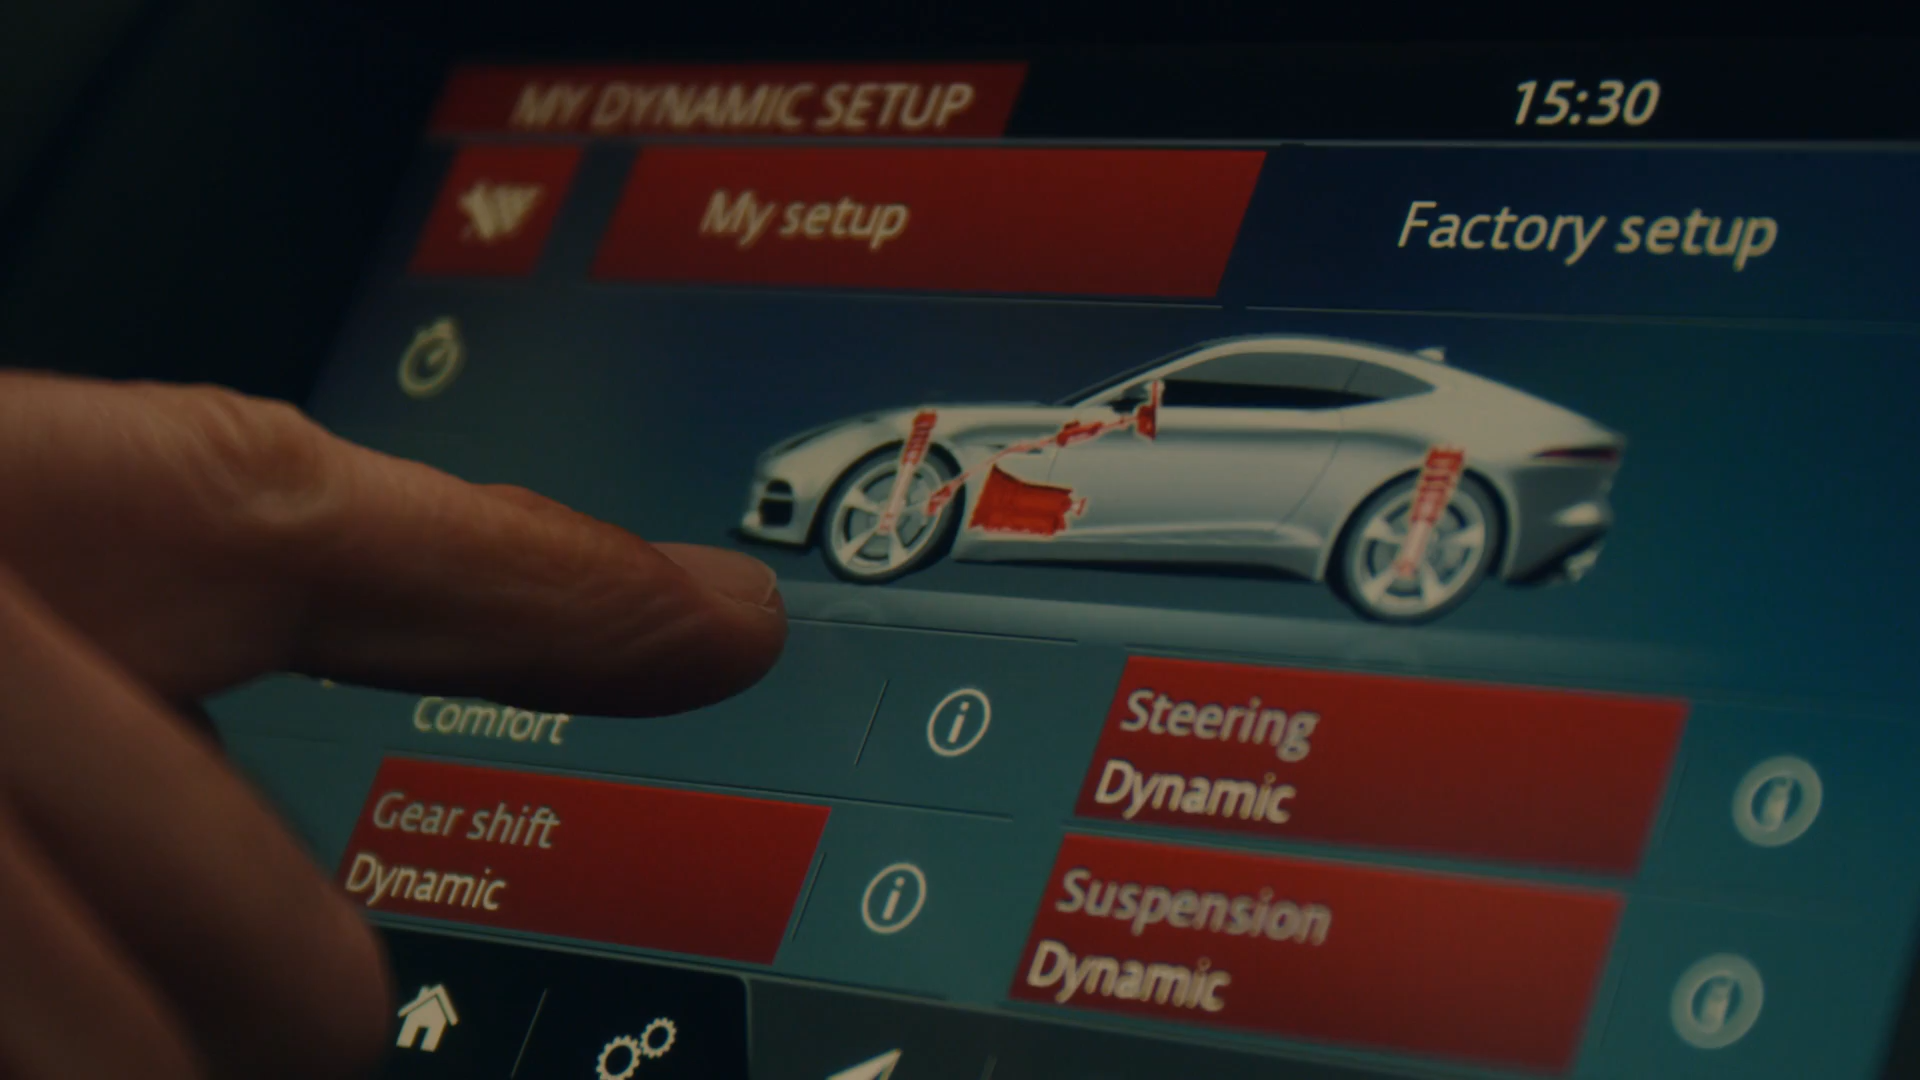 MY DYNAMIC SETUP
15:30
My setup
Factory setup
Comfort
Steering
Dynamic
Gear shift
Dynamic
Suspension
Dynamic